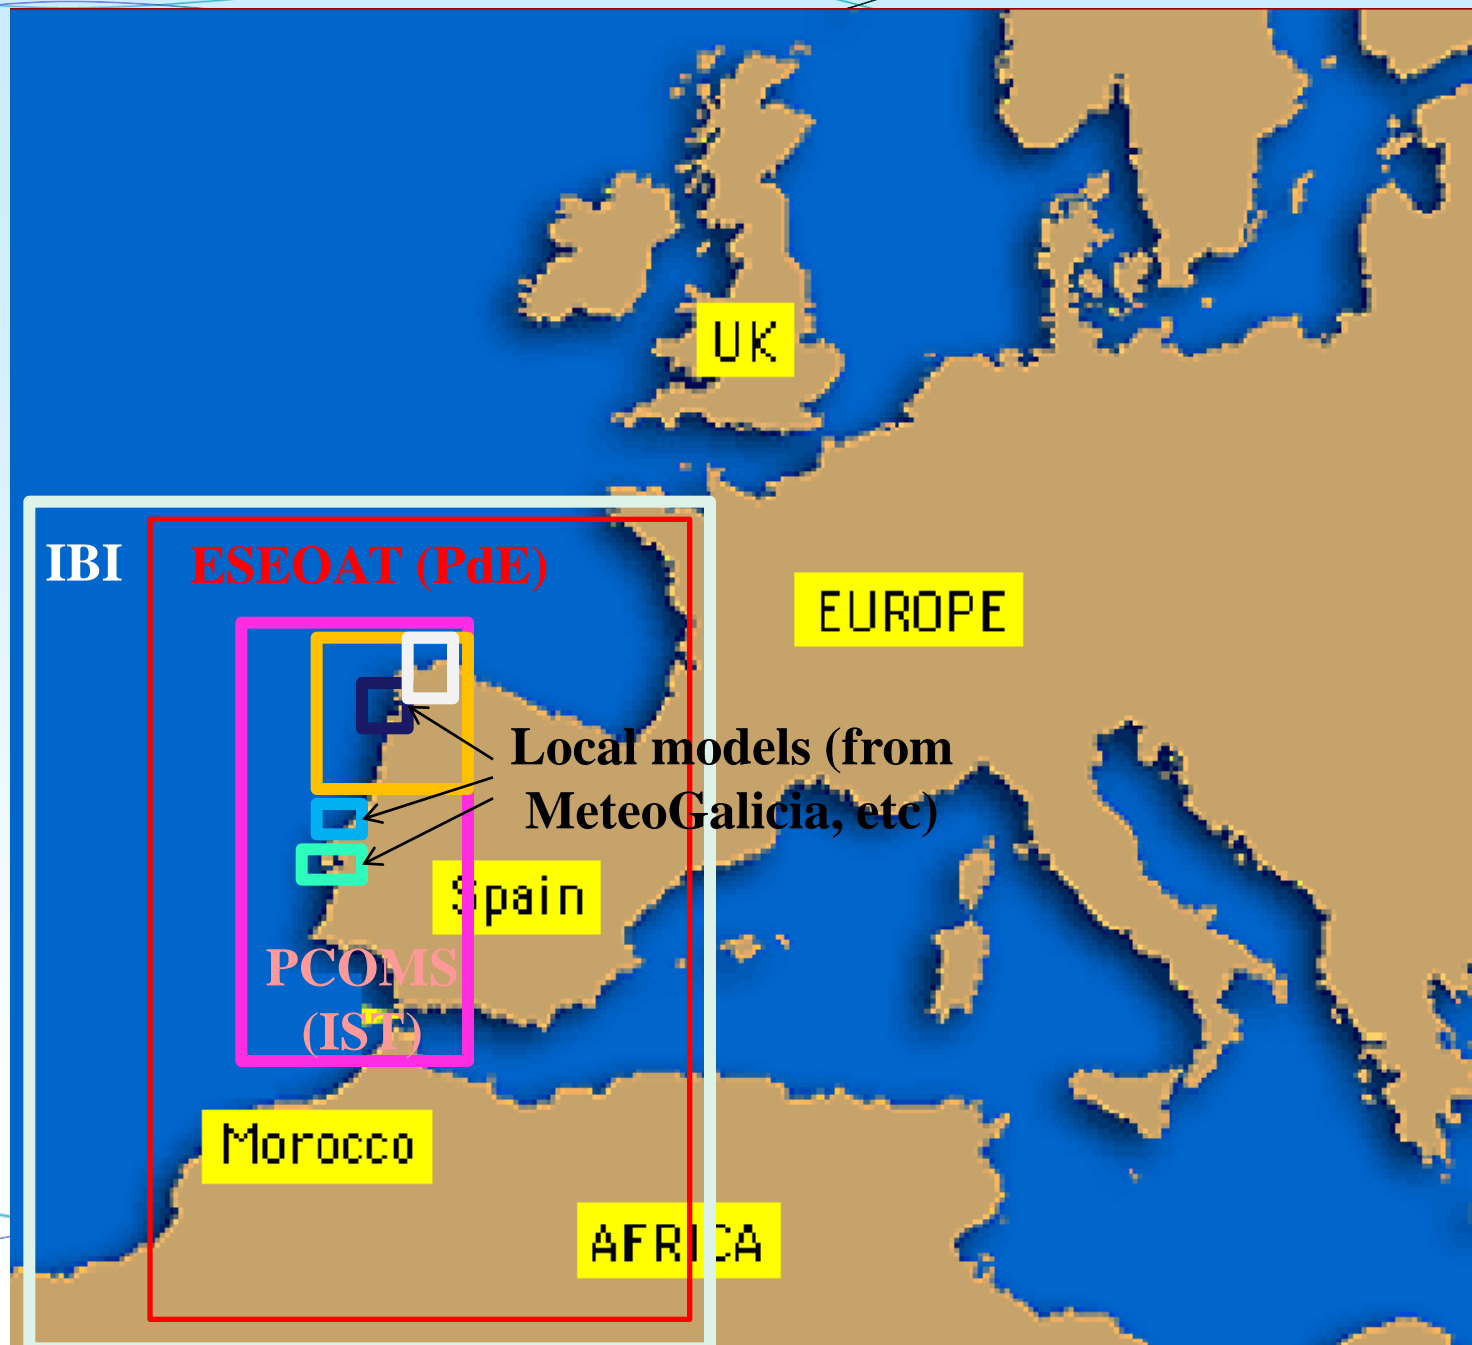 UK
IBI
ESEOAT (PdE)
EUROPE
Local models (from
MeteoGalicia, etc)
Spain
PCOMS
(IST)
Morocco
AFRICA